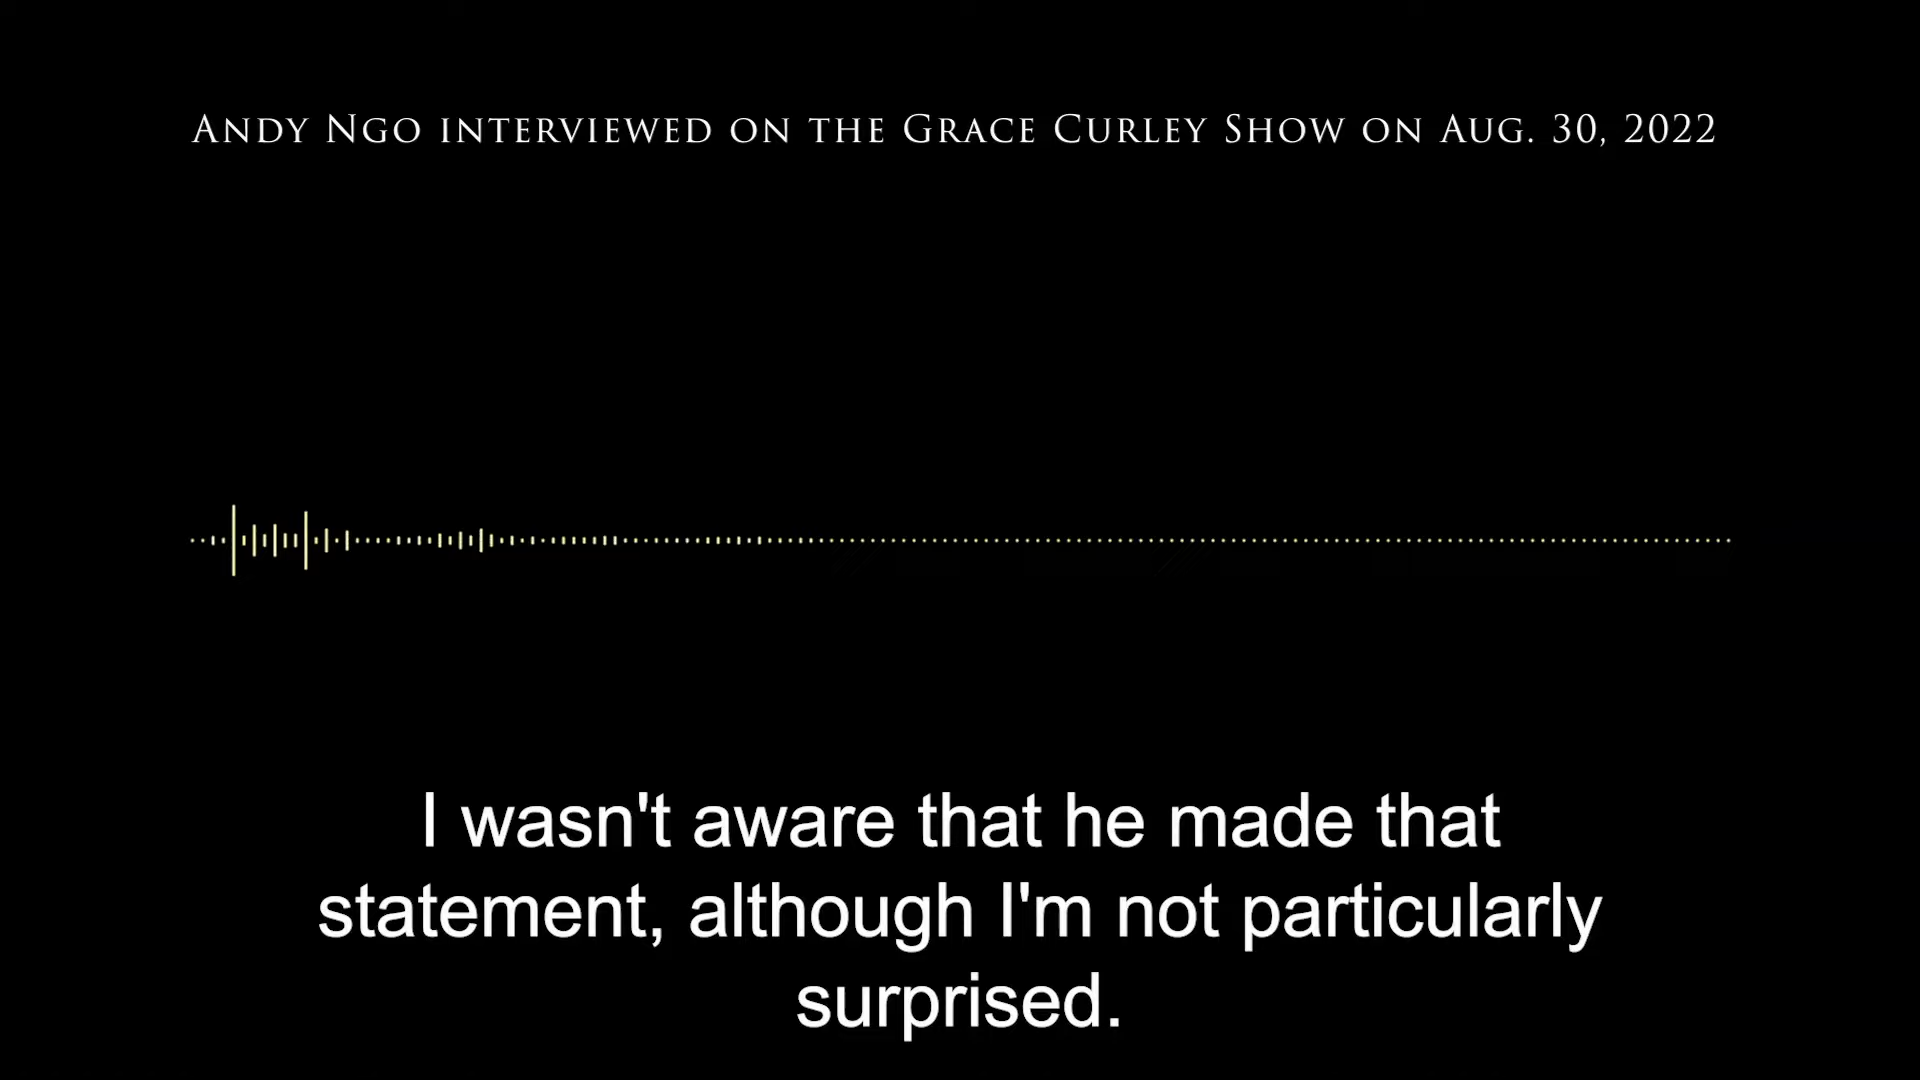 Andy Ngo interviewed on the Grace Curley Show on Aug. 30, 2022
I wasn't aware that he made that
statement, although I'm not particularly
surprised.